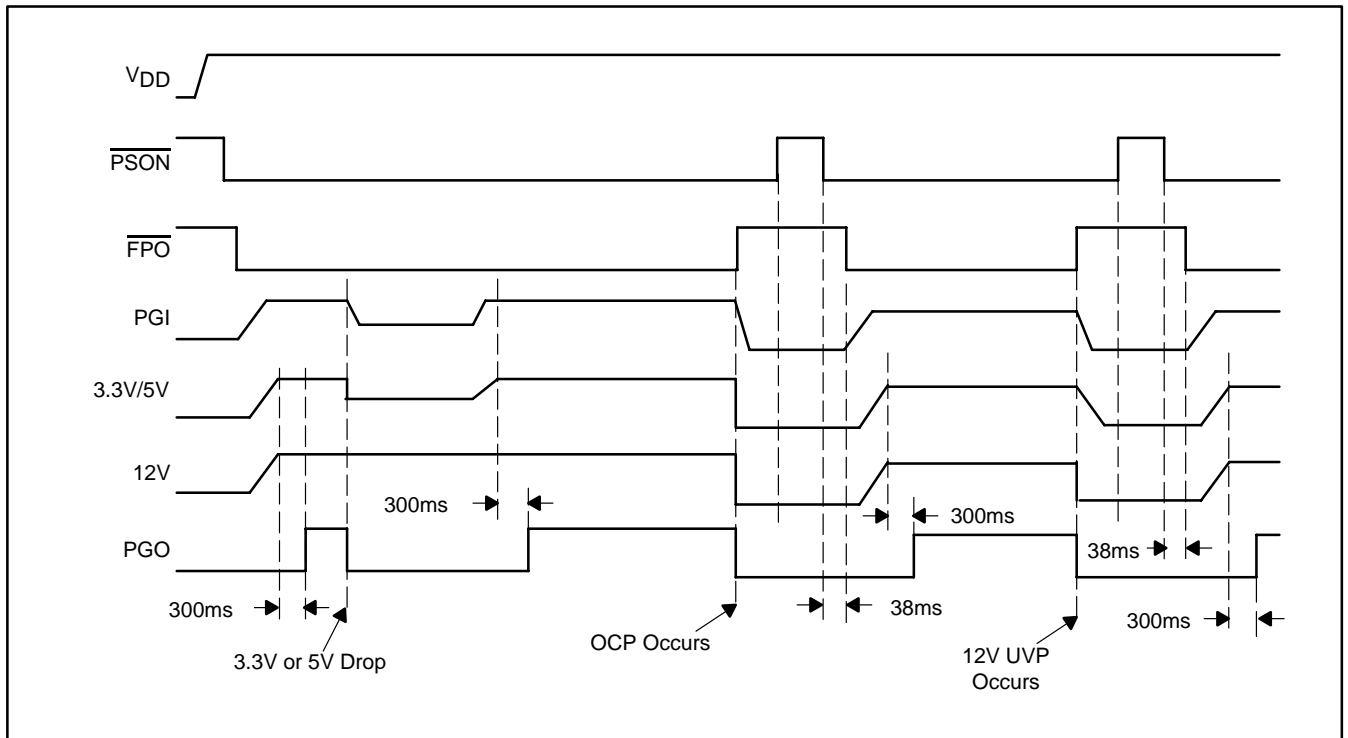 VDD
PSON
FPO
PGI
3.3V/5V
12V
300ms
300ms
PGO
38ms
300ms
38ms
300ms
3.3V or 5V Drop
OCP Occurs
12V UVP
Occurs